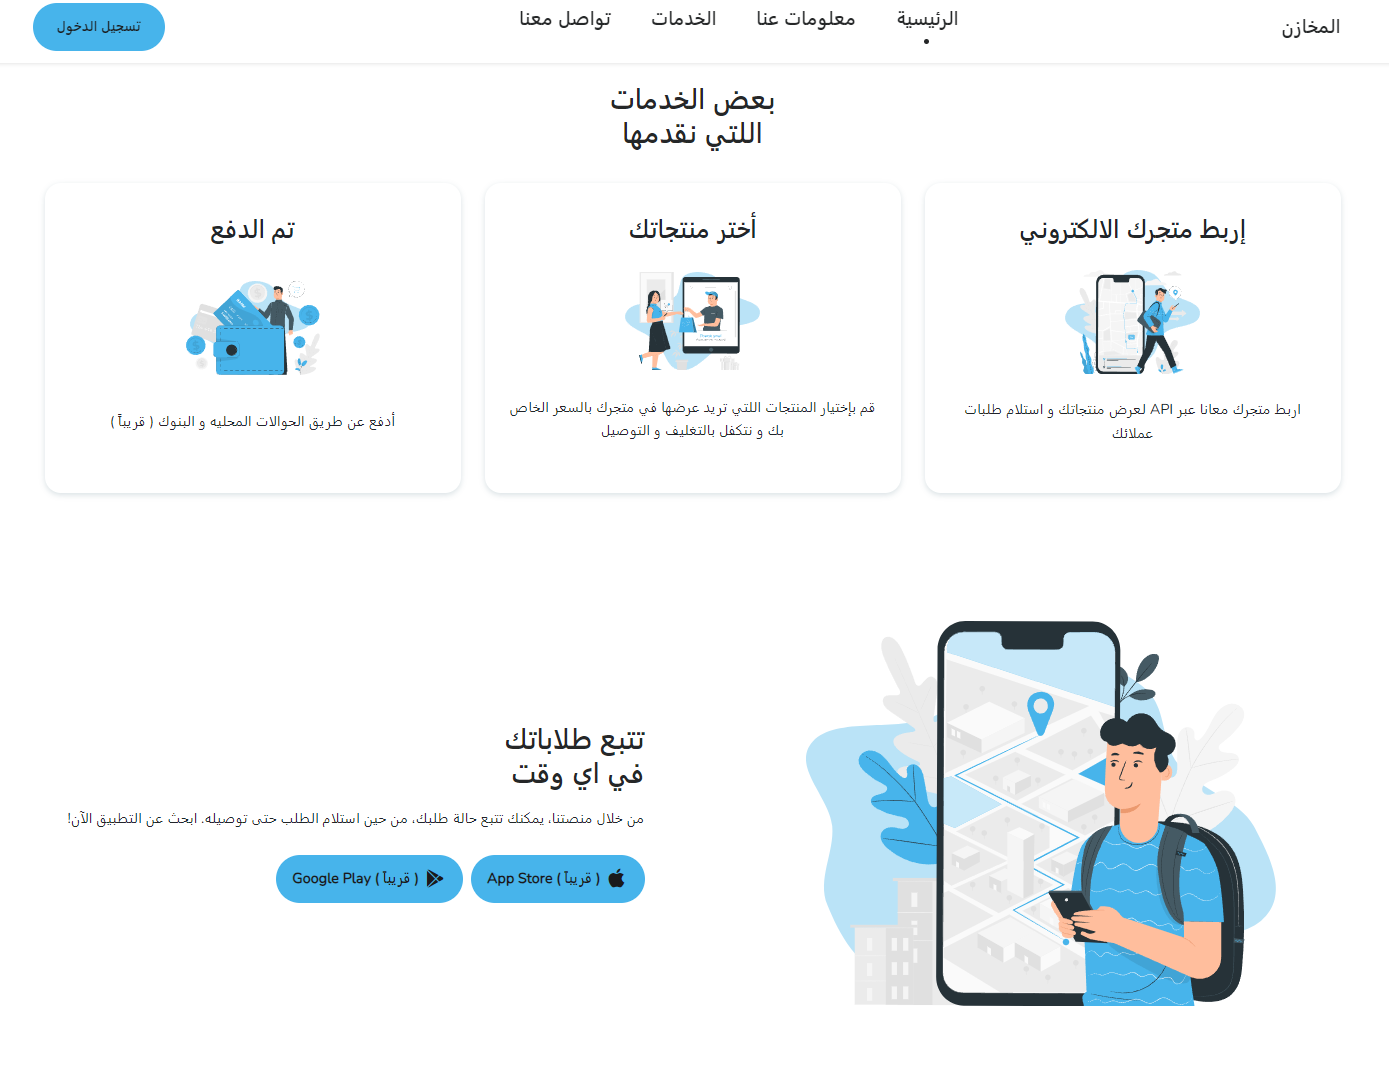 المخازن
الرئيسية
معلومات عنا
الخدمات
تواصل معنا
تسجيل الدخول
بعض الخدمات
اللتي نقدمها
إربط متجرك الالكتروني
اربط متجرك معانا عبر API لعرض منتجاتك و استلام طلبات
عملائك
أختر منتجاتك
قم بإختيار المنتجات اللتي تريد عرضها في متجرك بالسعر الخاص
بك و نتكفل بالتغليف و التوصيل
تم الدفع
أدفع عن طريق الحوالات المحليه و البنوك ( قريباً )
تتبع طلاباتك
في اي وقت
من خلال منصتنا، يمكنك تتبع حالة طلبك، من حين استلام الطلب حتى توصيله. ابحث عن التطبيق الآن!
App Store ( قريباً )
Google Play ( قريباً )